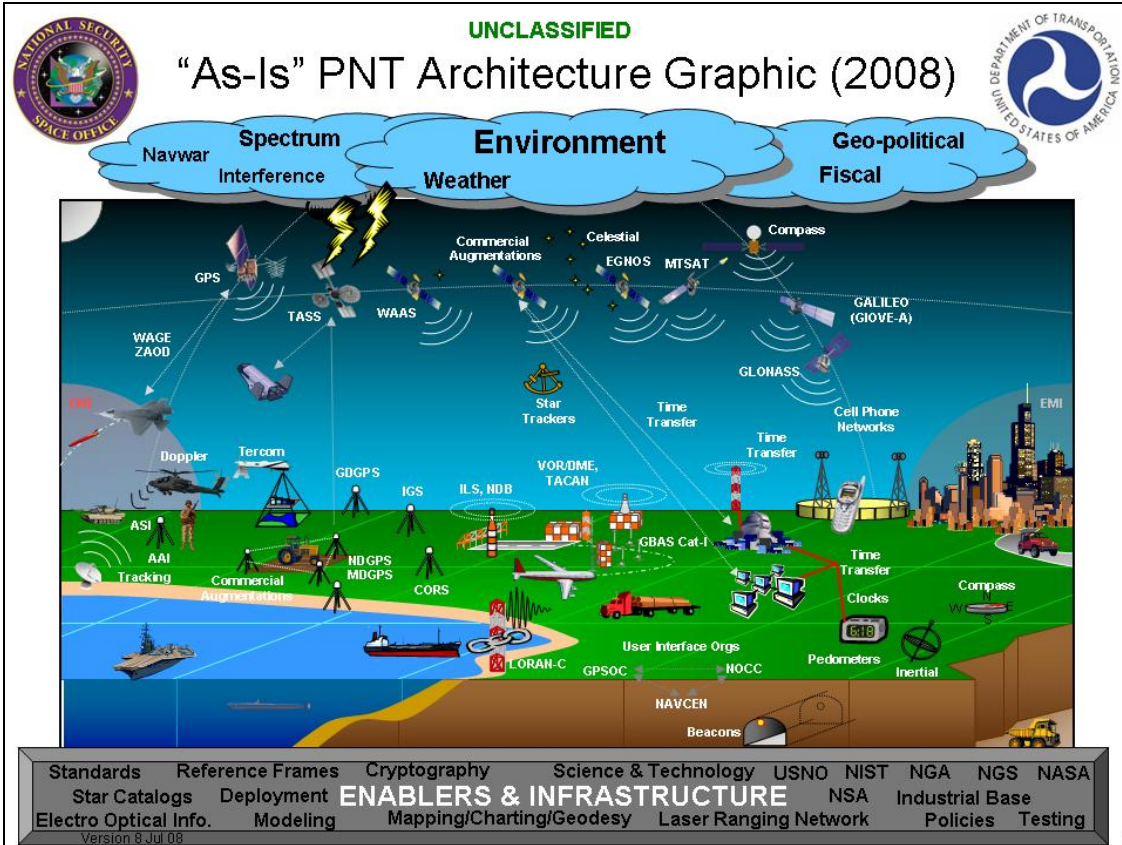 UNCLASSIFIED
"As-Is" PNT Architecture Graphic (2008)
NATIONAL SECURITY
SPACE OFFICE
DEPARTMENT OF TRANSPORTATION
UNITED STATES OF AMERICA
Spectrum
Navwar
Interference
Environment
Weather
Geo-political
Fiscal
GPS
TASS
WAAS
Commercial
Augmentations
Celestial
EGNOS
MTSAT
Compass
GALILEO
(GIOVE-A)
GLONASS
WAGE
ZAOD
EMI
Star
Trackers
Time
Transfer
Cell Phone
Networks
EMI
Time
Transfer
Doppler
Tercom
GDGPS
IGS
ILS, NDB
VOR/DME,
TACAN
ASI
AAI
Tracking
Commercial
Augmentations
NDGPS
MDGPS
CORS
GBAS Cat-I
Time
Transfer
Clocks
Compass
N
W E
S
6:18
Pedometers
Inertial
LORAN-C
User Interface Orgs
GPSOC
NOCC
NAVCEN
Beacons
Standards Reference Frames Cryptography Science & Technology USNO NIST NGA NGS NASA
Star Catalogs Deployment ENABLERS & INFRASTRUCTURE NSA Industrial Base
Electro Optical Info. Modeling Mapping/Charting/Geodesy Laser Ranging Network Policies Testing
Version 8 Jul 08